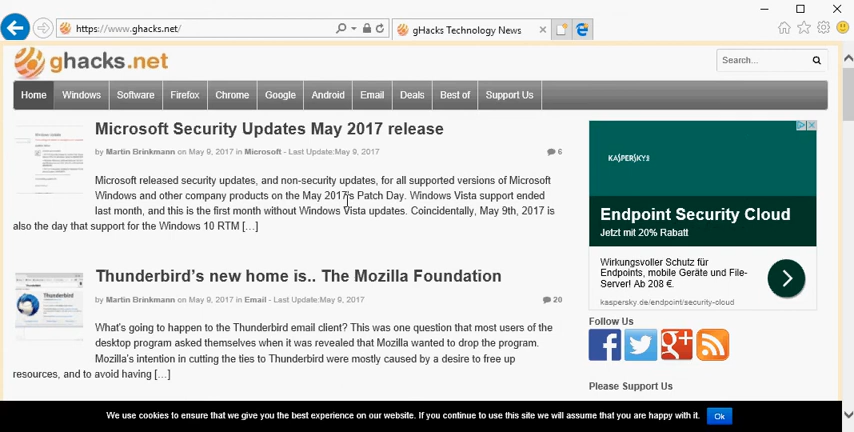 https://www.ghacks.net/
gHacks Technology News
ghacks.net
Search...
Home Windows Software Firefox Chrome Google Android Email Deals Best of Support Us
Microsoft Security Updates May 2017 release
by Martin Brinkmann on May 9, 2017 in Microsoft - Last Update:May 9, 2017
6
Microsoft released security updates, and non-security updates, for all supported versions of Microsoft
Windows and other company products on the May 2017's Patch Day. Windows Vista support ended
last month, and this is the first month without Windows Vista updates. Coincidentally, May 9th, 2017 is
also the day that support for the Windows 10 RTM [...]
Thunderbird's new home is.. The Mozilla Foundation
by Martin Brinkmann on May 9, 2017 in Email - Last Update:May 9, 2017
20
What's going to happen to the Thunderbird email client? This was one question that most users of the
desktop program asked themselves when it was revealed that Mozilla wanted to drop the program.
Mozilla's intention in cutting the ties to Thunderbird were mostly caused by a desire to free up
resources, and to avoid having [...]
KASPERSKY
Endpoint Security Cloud
Jetzt mit 20% Rabatt
Wirkungsvoller Schutz für
Endpoints, mobile Geräte und File-
Server! Ab 208 €.
kaspersky.de/endpoint/security-cloud
Follow Us
Please Support Us
We use cookies to ensure that we give you the best experience on our website. If you continue to use this site we will assume that you are happy with it. Ok